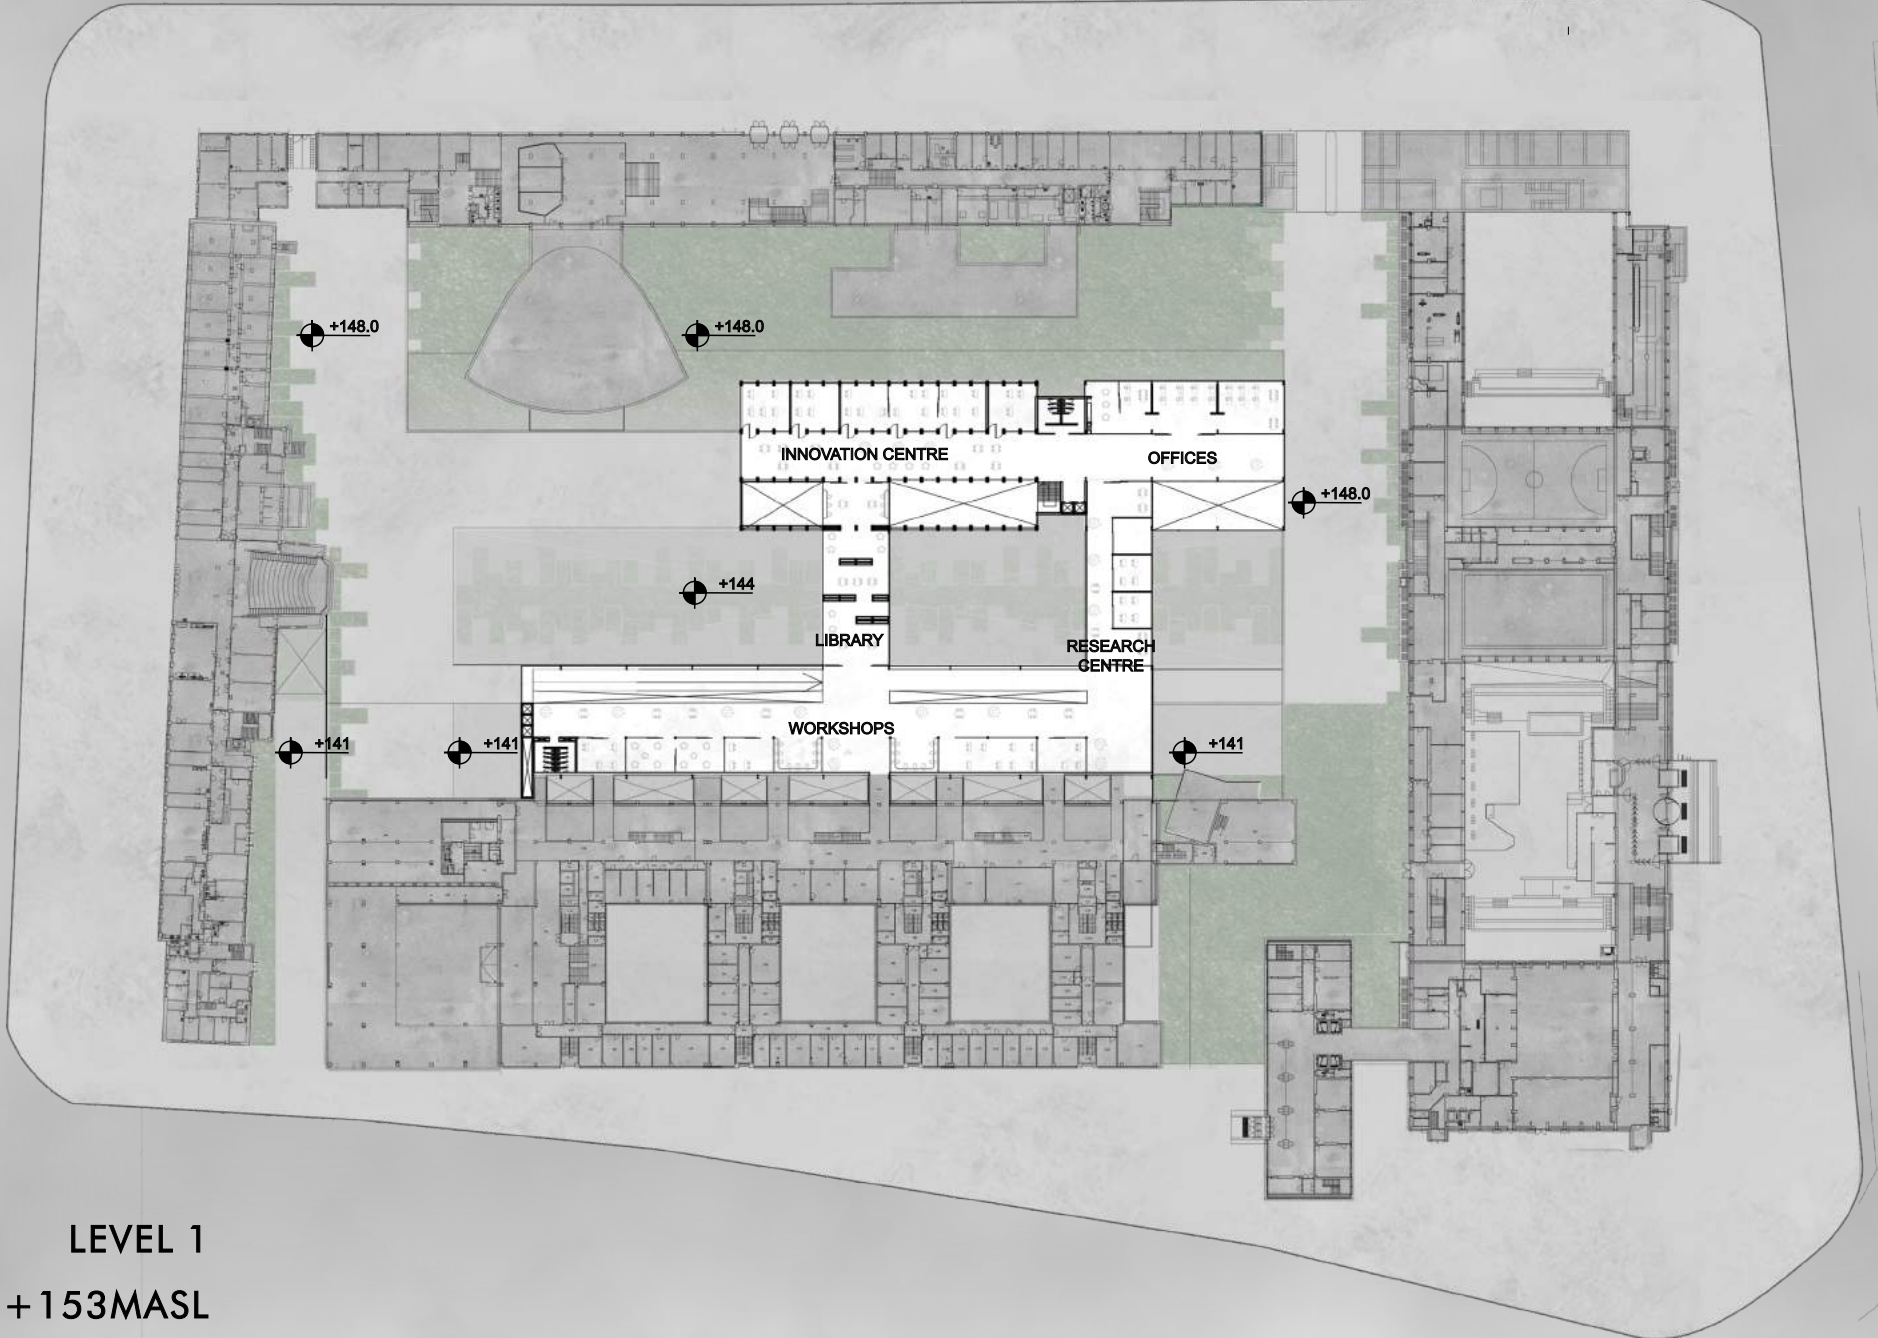 +148.0
+148.0
INNOVATION CENTRE
OFFICES
+148.0
+144
LIBRARY
RESEARCH
CENTRE
WORKSHOPS
+141
+141
+141
LEVEL 1
+153MASL